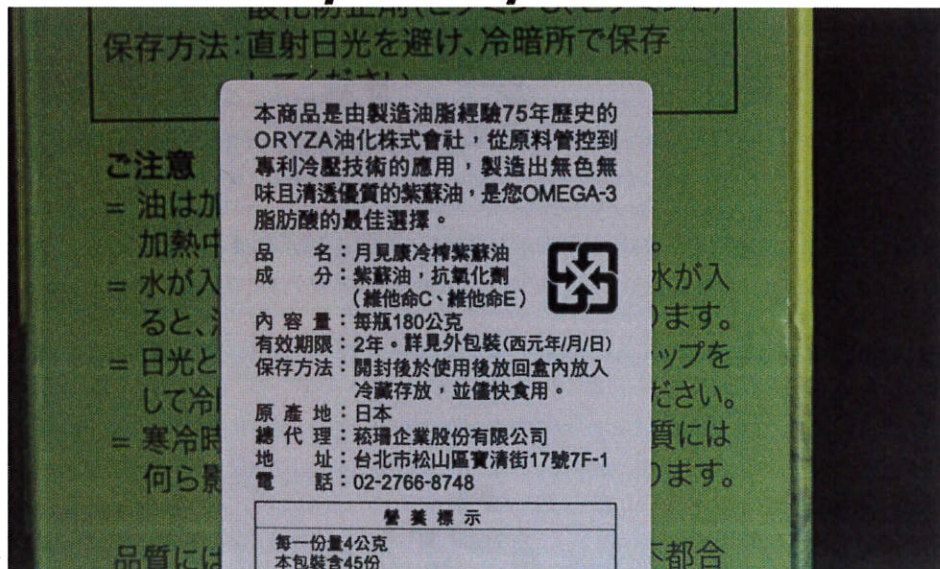 保存方法:直射日光を避け、冷暗所で保存
本商品是由製造油脂經驗75年歷史的
ORYZA油化株式會社，從原料管控到
專利冷壓技術的應用，製造出無色無
味且清透優質的紫蘇油，是您OMEGA-3
脂肪酸的最佳選擇。
品 名：月見康冷榨紫蘇油
成 分：紫蘇油，抗氧化劑
（維他命C、維他命E）
內 容 量：每瓶180公克
有效期限：2年。詳見外包裝(西元年/月/日)
保存方法：開封後於使用後放回盒內放入
冷藏存放，並儘快食用。
原 產 地：日本
總 代 理：菘珊企業股份有限公司
地 址：台北市松山區寶清街17號7F-1
電 話：02-2766-8748
營 養 標 示
每一份量4公克
本包裝含45份
ご注意
= 油は加
加熱中
= 水が入 水が入
ると、 ります。
= 日光と ップを
して冷 ださい。
= 寒冷時 質には
何ら影 ります。
品質には 不都合